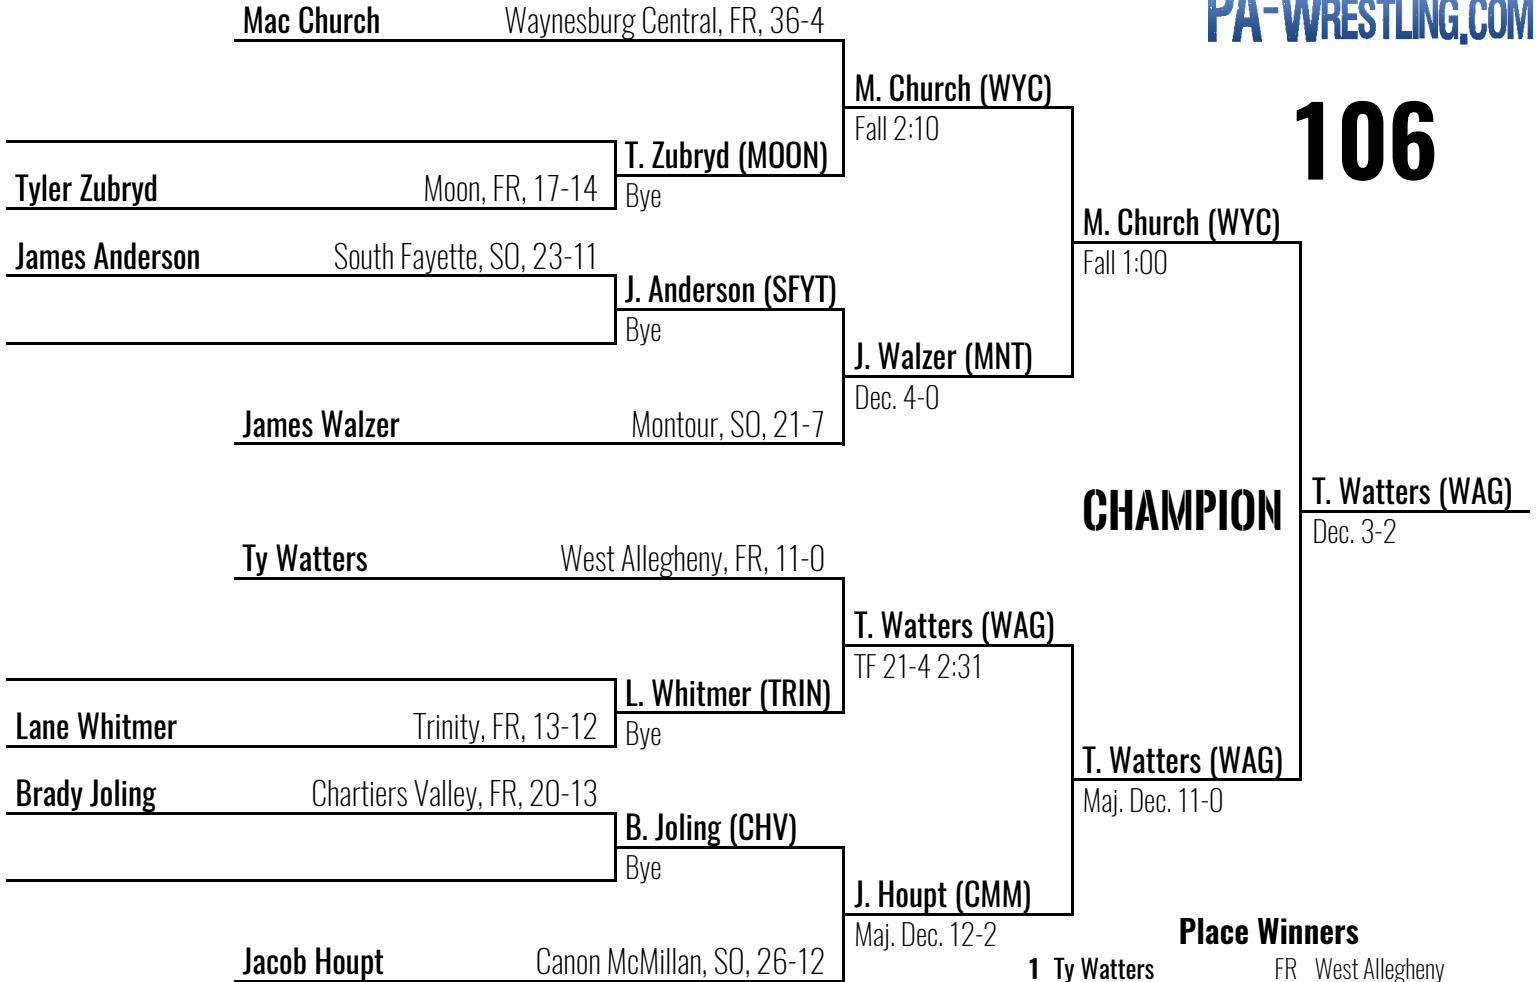 PA-WRESTLING.COM
106
Mac Church Waynesburg Central, FR, 36-4
M. Church (WYC)
Fall 2:10
T. Zubryd (MOON)
Bye
Tyler Zubryd Moon, FR, 17-14
M. Church (WYC)
Fall 1:00
James Anderson South Fayette, SO, 23-11
J. Anderson (SFYT)
Bye
J. Walzer (MNT)
Dec. 4-0
James Walzer Montour, SO, 21-7
CHAMPION
T. Watters (WAG)
Dec. 3-2
Ty Watters West Allegheny, FR, 11-0
T. Watters (WAG)
TF 21-4 2:31
L. Whitmer (TRIN)
Bye
Lane Whitmer Trinity, FR, 13-12
T. Watters (WAG)
Maj. Dec. 11-0
Brady Joling Chartiers Valley, FR, 20-13
B. Joling (CHV)
Bye
J. Houpt (CMM)
Maj. Dec. 12-2
Jacob Houpt Canon McMillan, SO, 26-12
Place Winners
1 Ty Watters FR West Allegheny